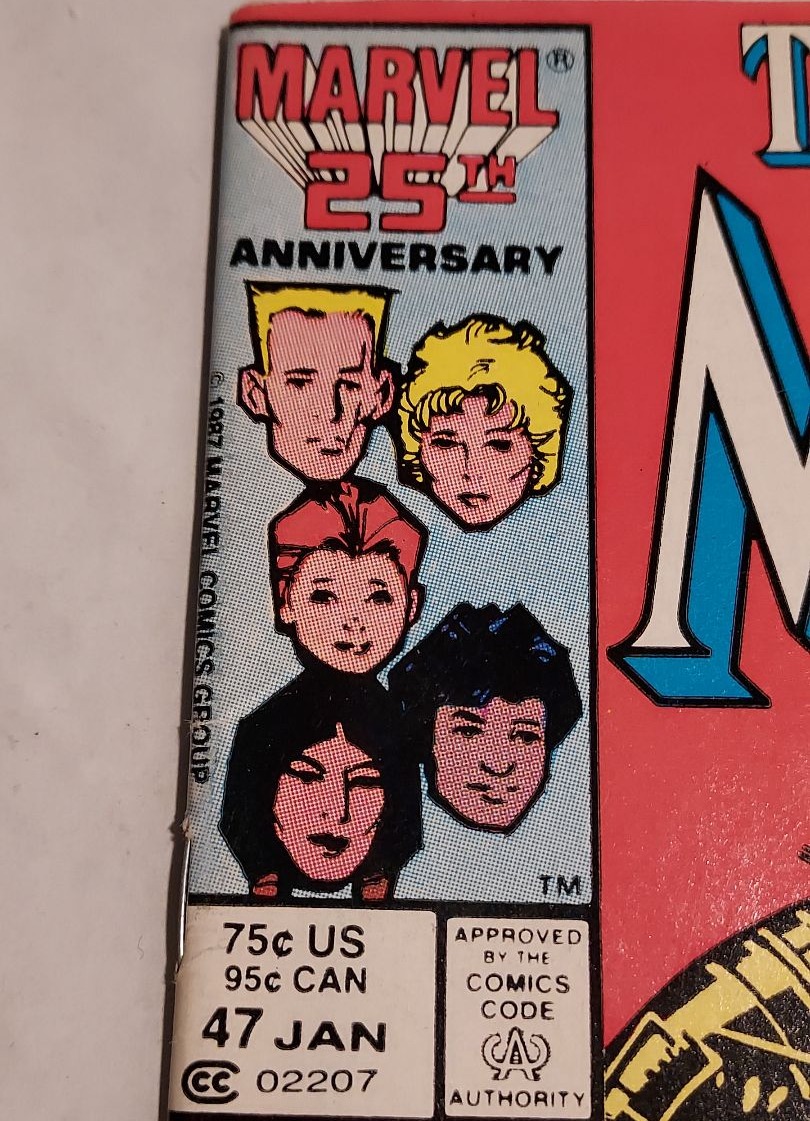 MARVEL®
25TH
ANNIVERSARY
© 1987 MARVEL COMICS GROUP
TM
75¢ US
95¢ CAN
47 JAN
CC 02207
APPROVED
BY THE
COMICS
CODE
A
AUTHORITY
T
M